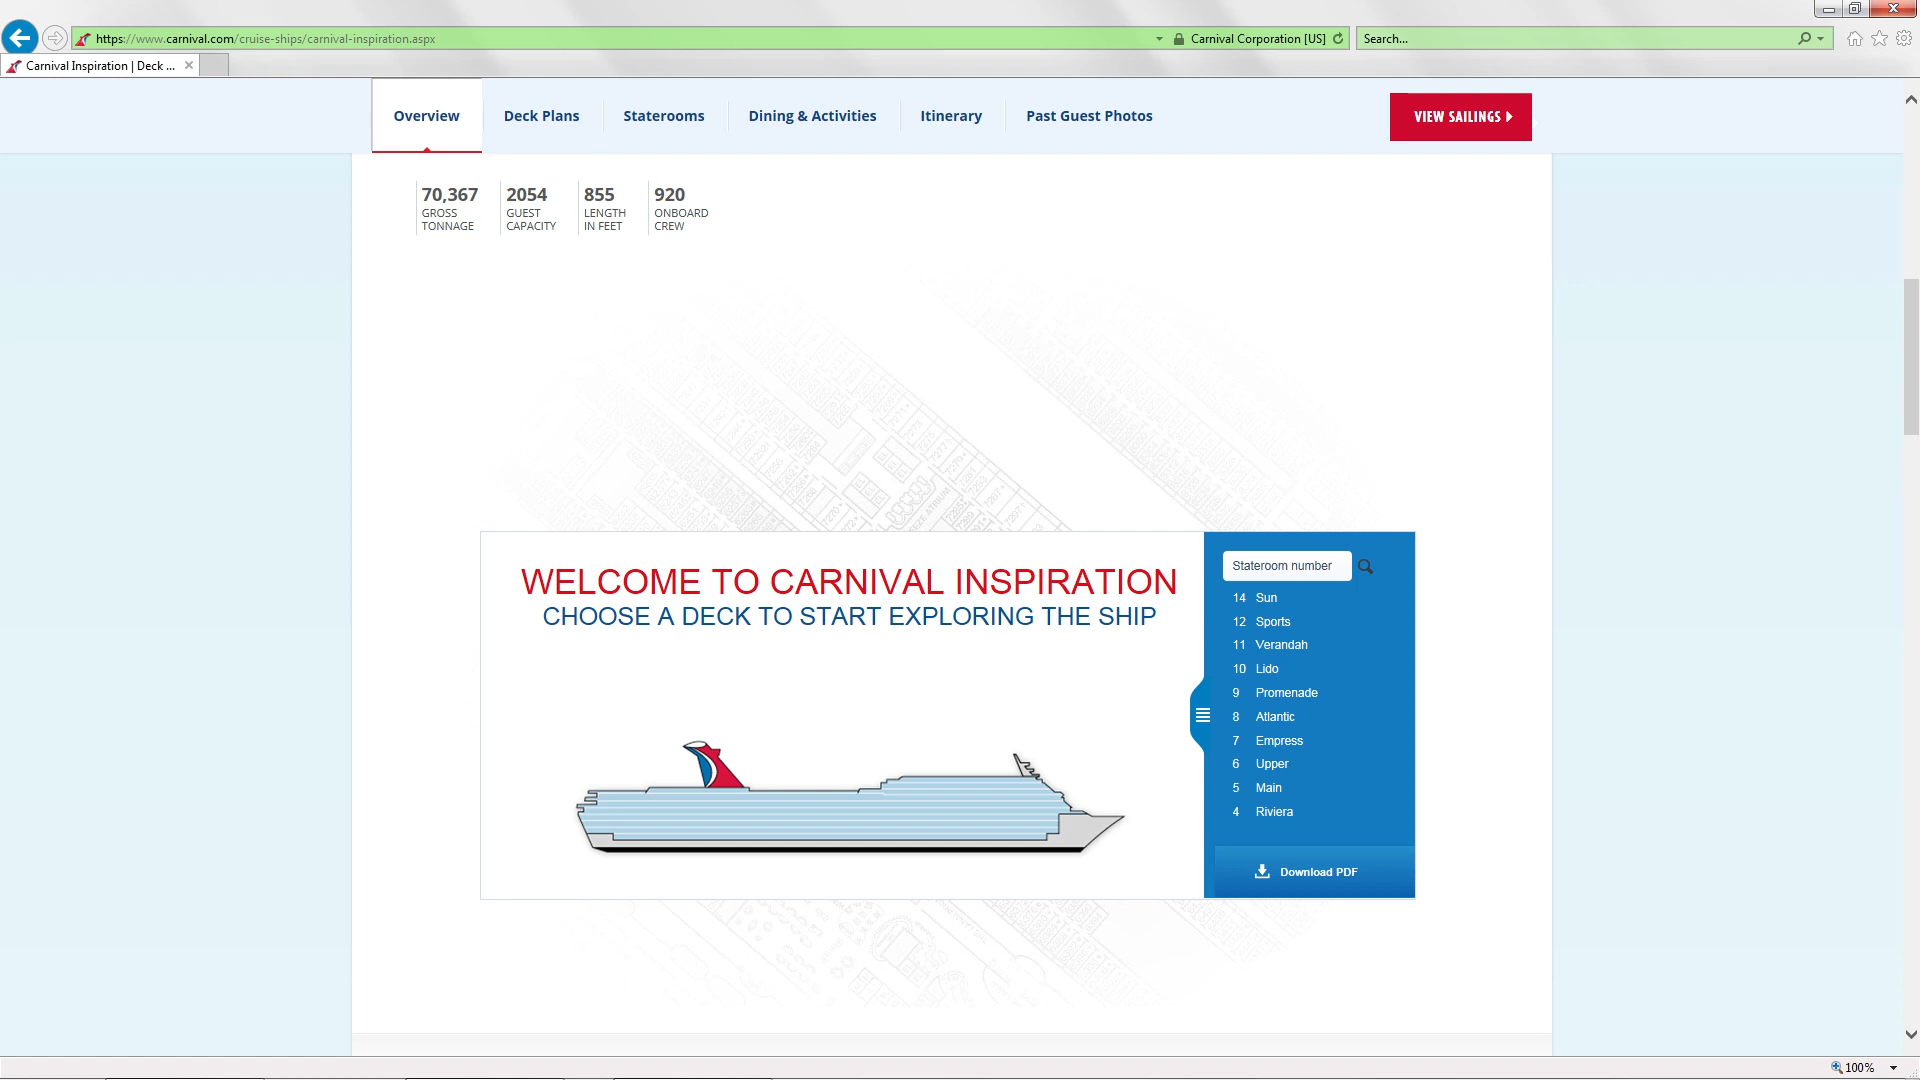 https://www.carnival.com/cruise-ships/carnival-inspiration.aspx
Carnival Corporation [US]
Search...
Carnival Inspiration | Deck ...
Overview
Deck Plans
Staterooms
Dining & Activities
Itinerary
Past Guest Photos
VIEW SAILINGS
70,367
GROSS
TONNAGE
2054
GUEST
CAPACITY
855
LENGTH
IN FEET
920
ONBOARD
CREW
WELCOME TO CARNIVAL INSPIRATION
CHOOSE A DECK TO START EXPLORING THE SHIP
Stateroom number
14 Sun
12 Sports
11 Verandah
10 Lido
9 Promenade
8 Atlantic
7 Empress
6 Upper
5 Main
4 Riviera
Download PDF
100%